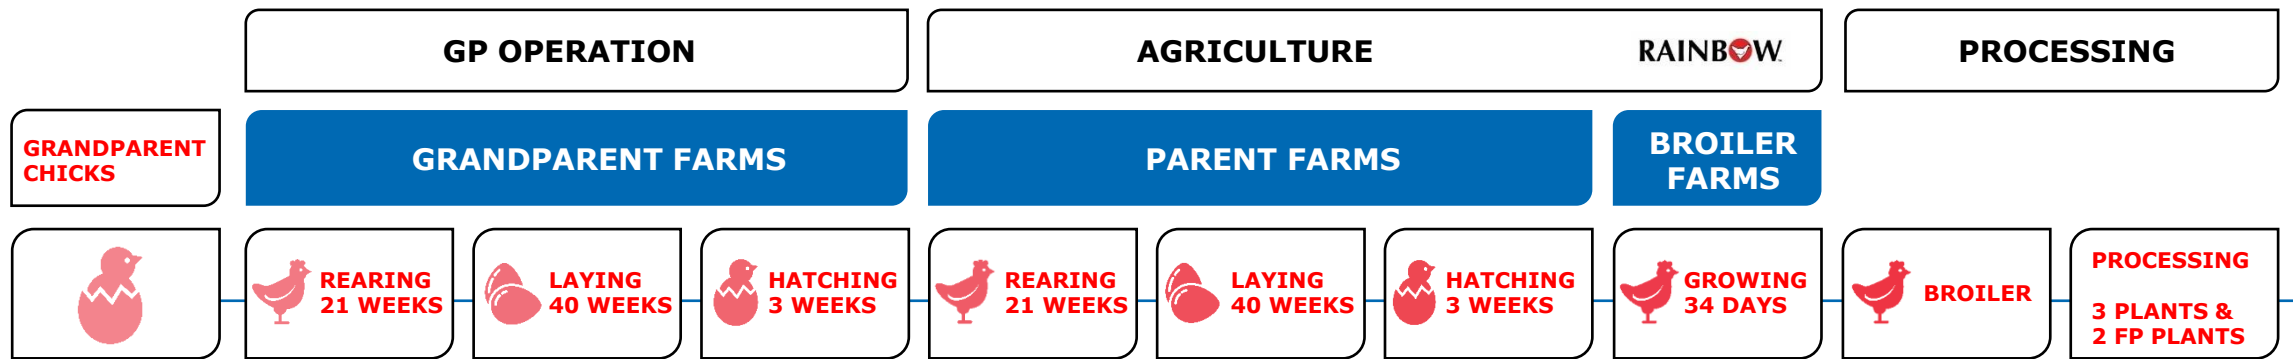 GP OPERATION
AGRICULTURE
RAINBOW
PROCESSING
GRANDPARENT
CHICKS
GRANDPARENT FARMS
PARENT FARMS
BROILER
FARMS
REARING
21 WEEKS
LAYING
40 WEEKS
HATCHING
3 WEEKS
REARING
21 WEEKS
LAYING
40 WEEKS
HATCHING
3 WEEKS
GROWING
34 DAYS
BROILER
PROCESSING
3 PLANTS &
2 FP PLANTS